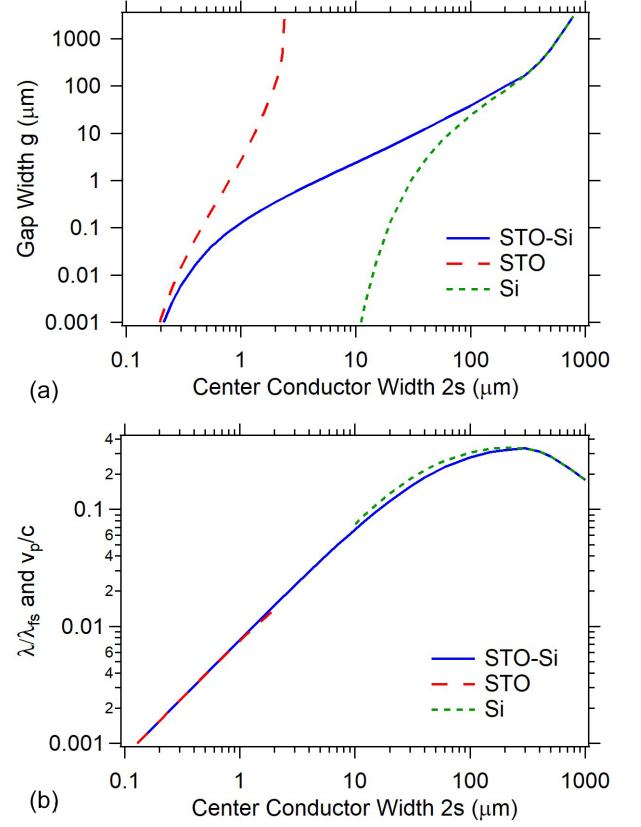 1000
100
10
1
0.1
0.01
0.001
Gap Width g (μm)
STO-Si
STO
Si
0.1
1
10
100
1000
Center Conductor Width 2s (μm)
(a)
4
2
0.1
6
4
2
0.01
6
4
2
0.001
λ/λfs and vp/c
STO-Si
STO
Si
0.1
1
10
100
1000
Center Conductor Width 2s (μm)
(b)